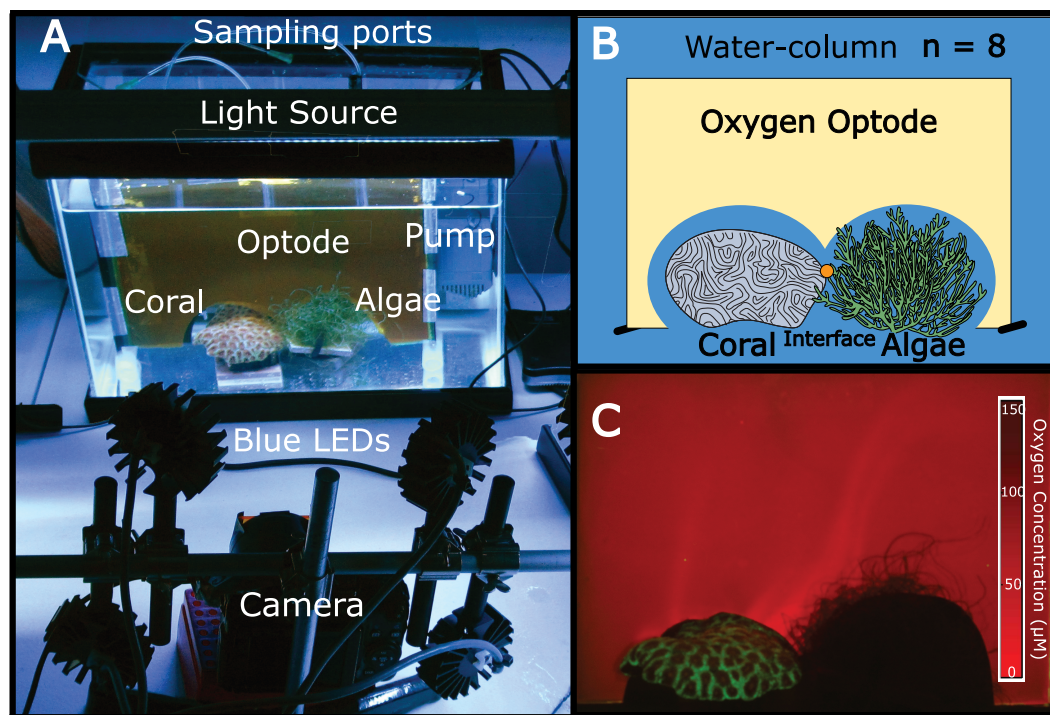 A
Sampling ports
Light Source
Optode
Pump
Coral
Algae
Blue LEDs
Camera
B
Water-column n = 8
Oxygen Optode
Coral Interface Algae
C
150
100
50
0
Oxygen Concentration (µM)